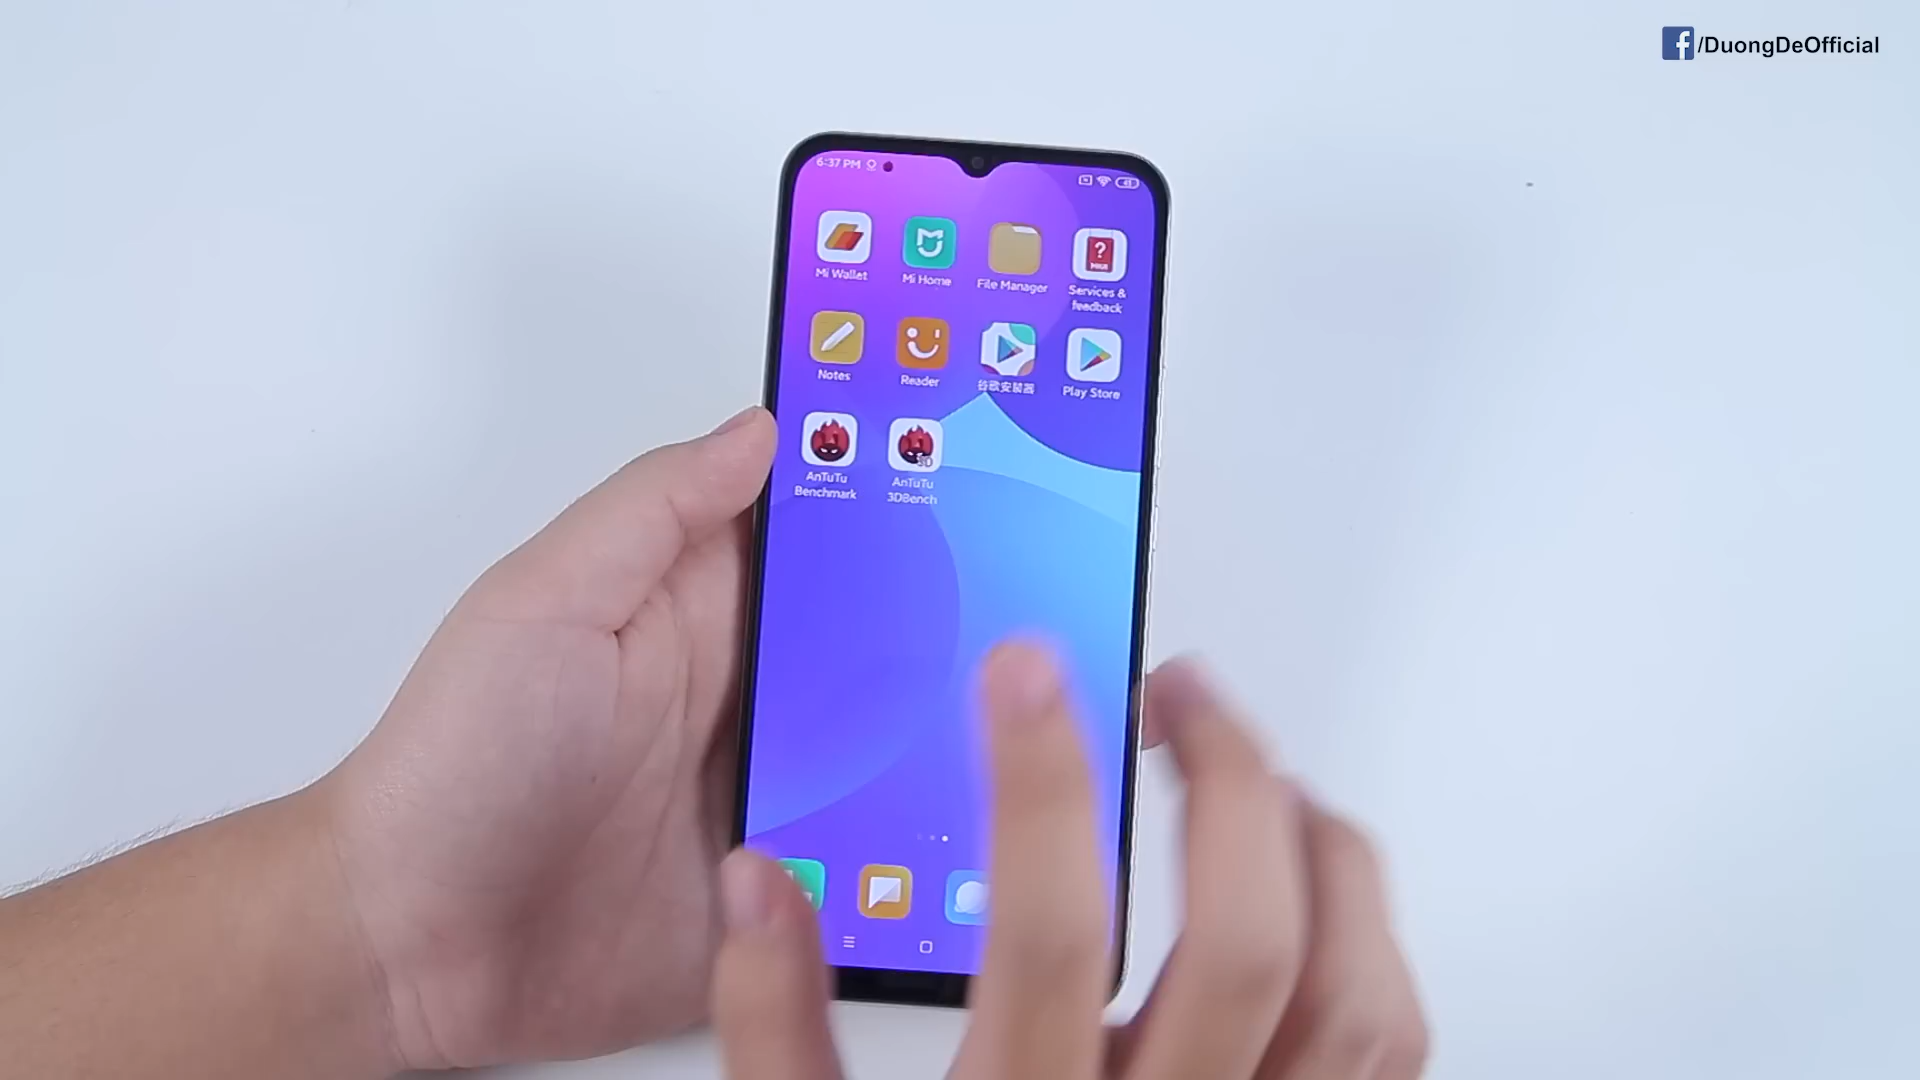 /DuongDeOfficial
6:37 PM
Mi Wallet
Mi Home
File Manager
Services &
feedback
Notes
Reader
谷歌安装器
Play Store
AnTuTu
Benchmark
3D
AnTuTu
3DBench